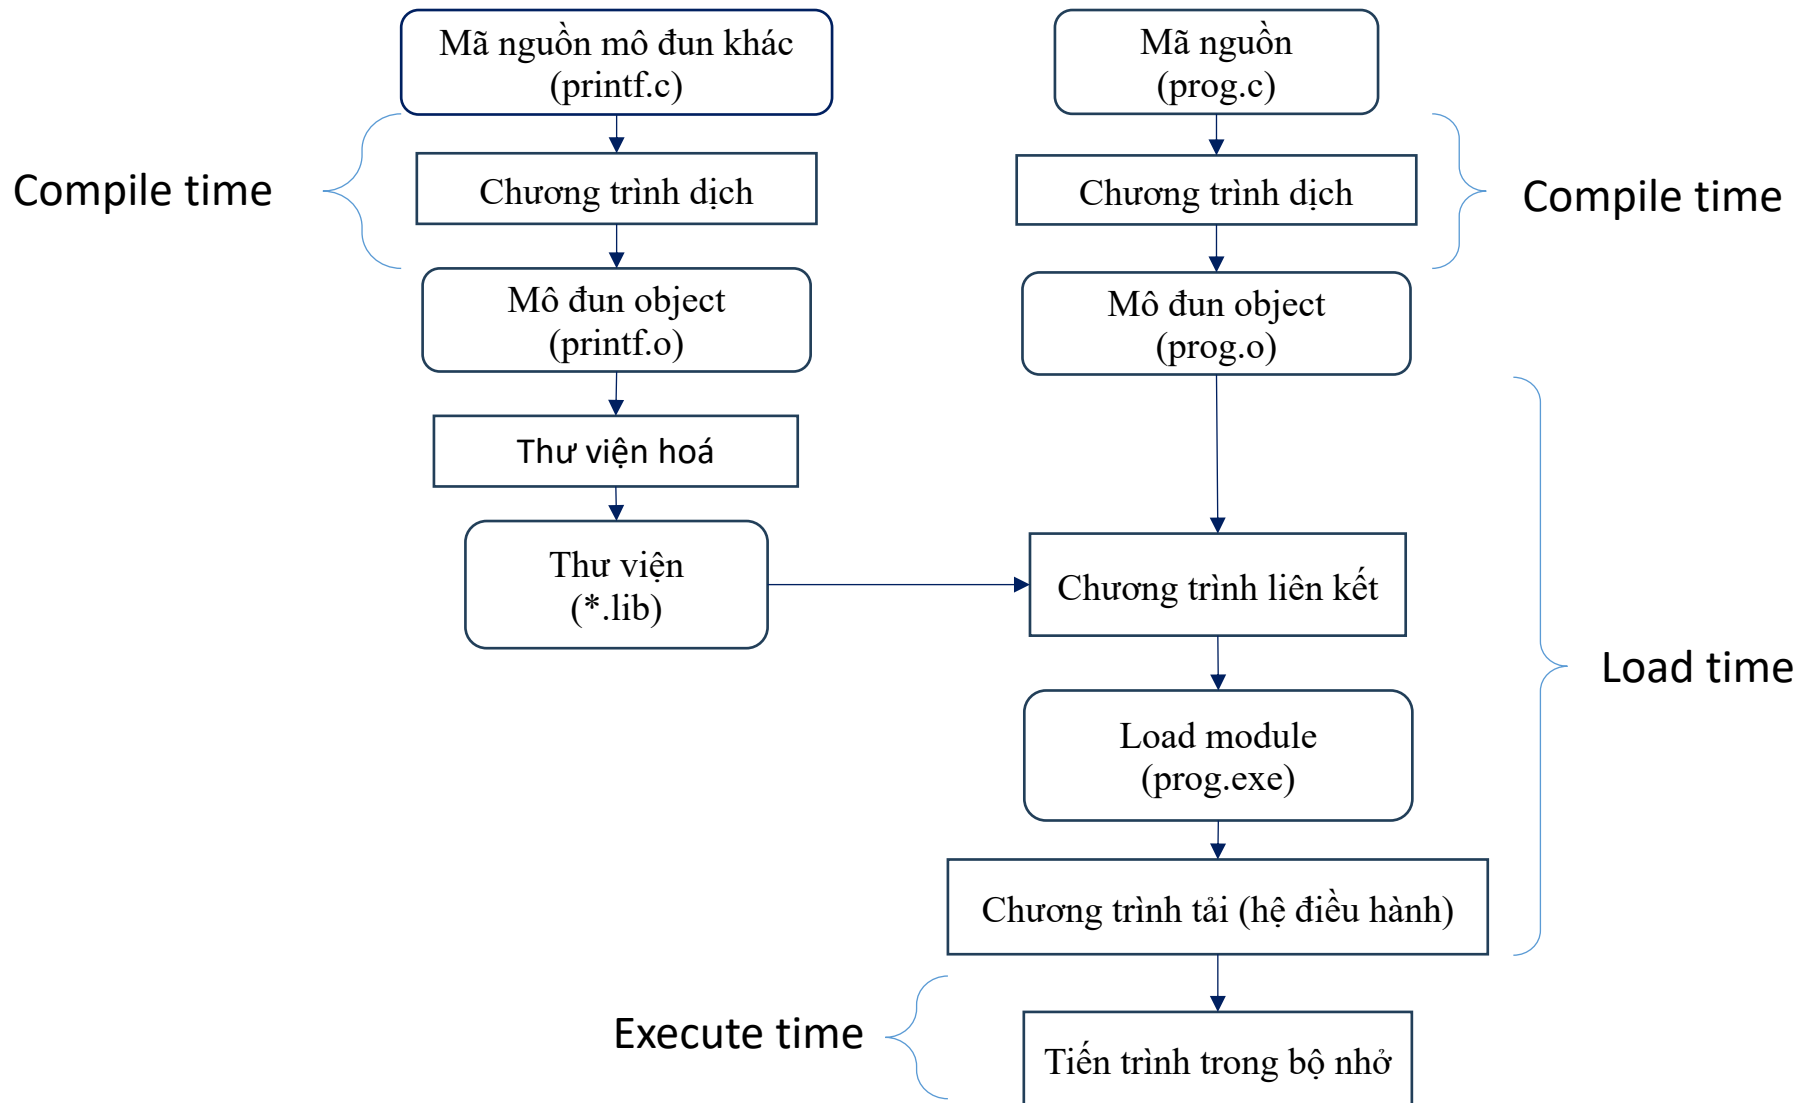 Mã nguồn mô đun khác
(printf.c)
Mã nguồn
(prog.c)
Compile time
Chương trình dịch
Chương trình dịch
Compile time
Mô đun object
(printf.o)
Mô đun object
(prog.o)
Thư viện hoá
Thư viện
(*.lib)
Chương trình liên kết
Load time
Load module
(prog.exe)
Chương trình tải (hệ điều hành)
Execute time
Tiến trình trong bộ nhở